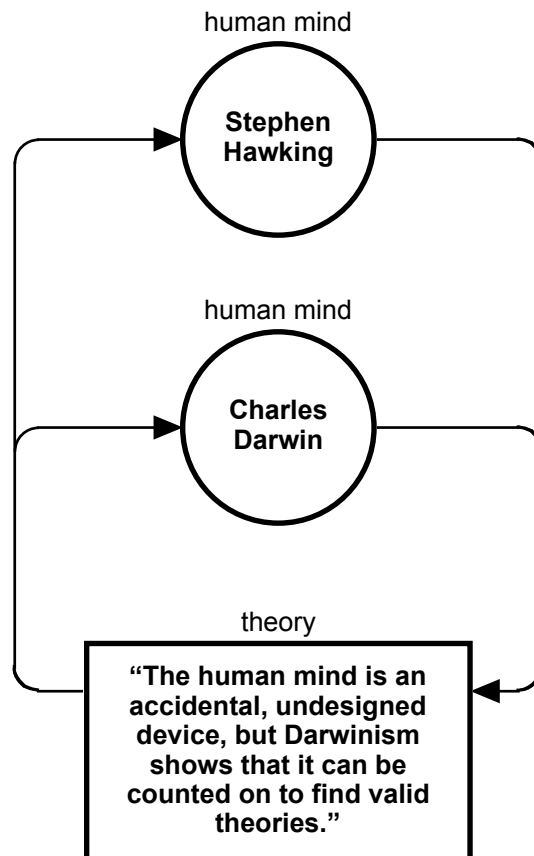 human mind
Stephen
Hawking
human mind
Charles
Darwin
theory
“The human mind is an
accidental, undesigned
device, but Darwinism
shows that it can be
counted on to find valid
theories.”